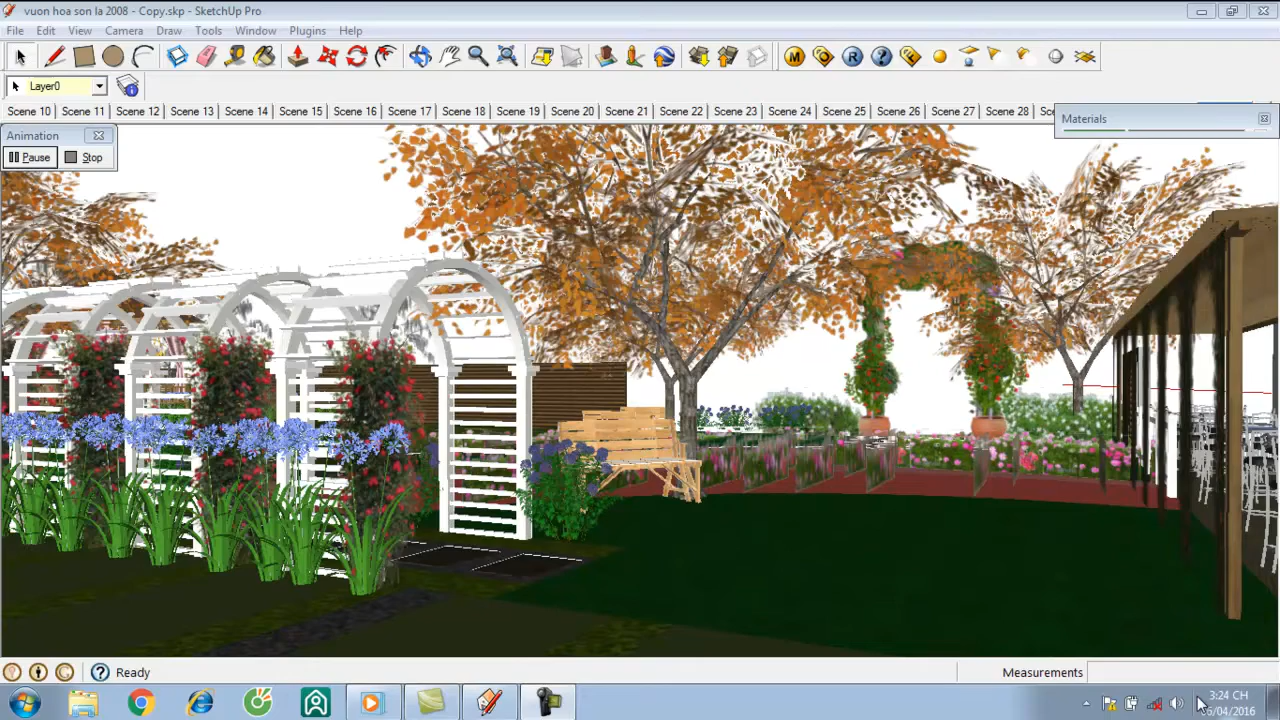 vuon hoa son la 2008 - Copy.skp - SketchUp Pro
File Edit View Camera Draw Tools Window Plugins Help
M R ?
Layer0
Scene 10 Scene 11 Scene 12 Scene 13 Scene 14 Scene 15 Scene 16 Scene 17 Scene 18 Scene 19 Scene 20 Scene 21 Scene 22 Scene 23 Scene 24 Scene 25 Scene 26 Scene 27 Scene 28
Materials
Animation
Pause Stop
? Ready Measurements
3:24 CH
/04/2016